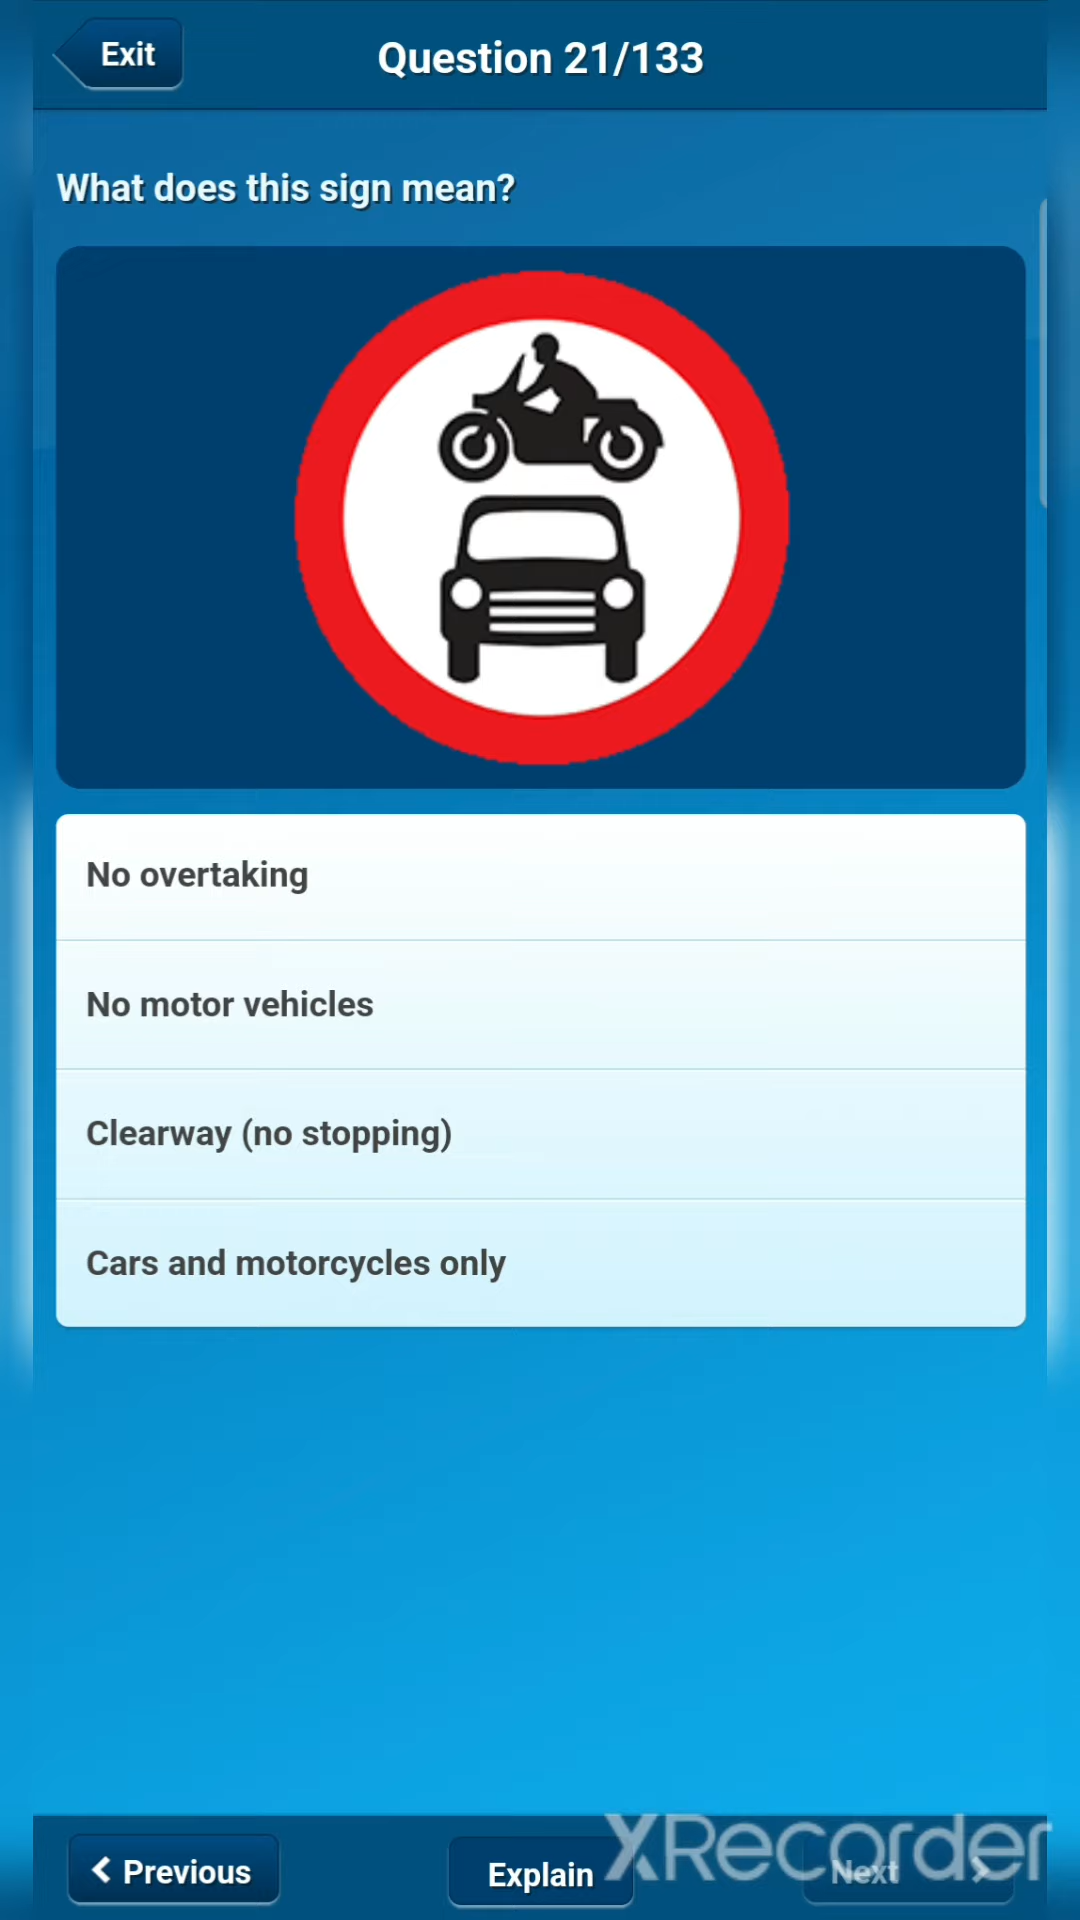 Exit
Question 21/133
What does this sign mean?
No overtaking
No motor vehicles
Clearway (no stopping)
Cars and motorcycles only
Previous
Explain
Next
XRecorder